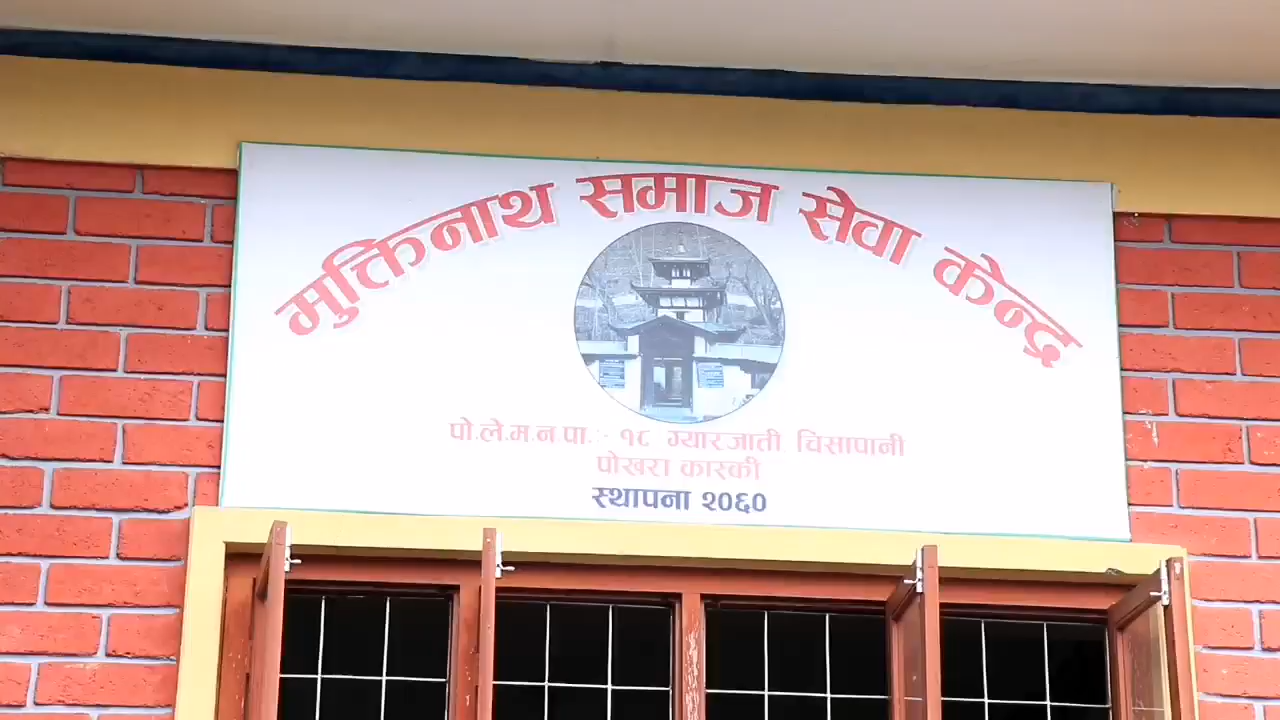 मुक्तिनाथ समाज सेवा केन्द्र
पो.ले.म.न.पा. :- १८ ग्यारजाती, चिसापानी
पोखरा कास्की
स्थापना २०६०